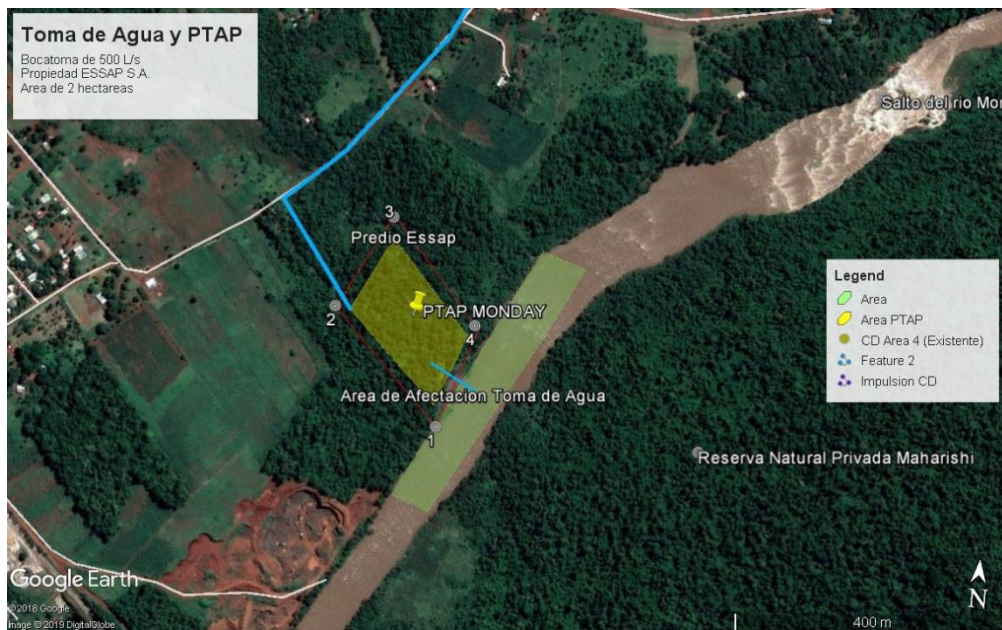 Toma de Agua y PTAP
Bocatoma de 500 L/s
Propiedad ESSAP S.A.
Area de 2 hectareas
Salto del rio Mon
3
Predio Essap
2
PTAP MONDAY
4
Area de Afectacion Toma de Agua
1
Legend
Area
Area PTAP
CD Area 4 (Existente)
Feature 2
Impulsion CD
Reserva Natural Privada Maharishi
Google Earth
©2018 Google
Image © 2019 DigitalGlobe
N
400 m